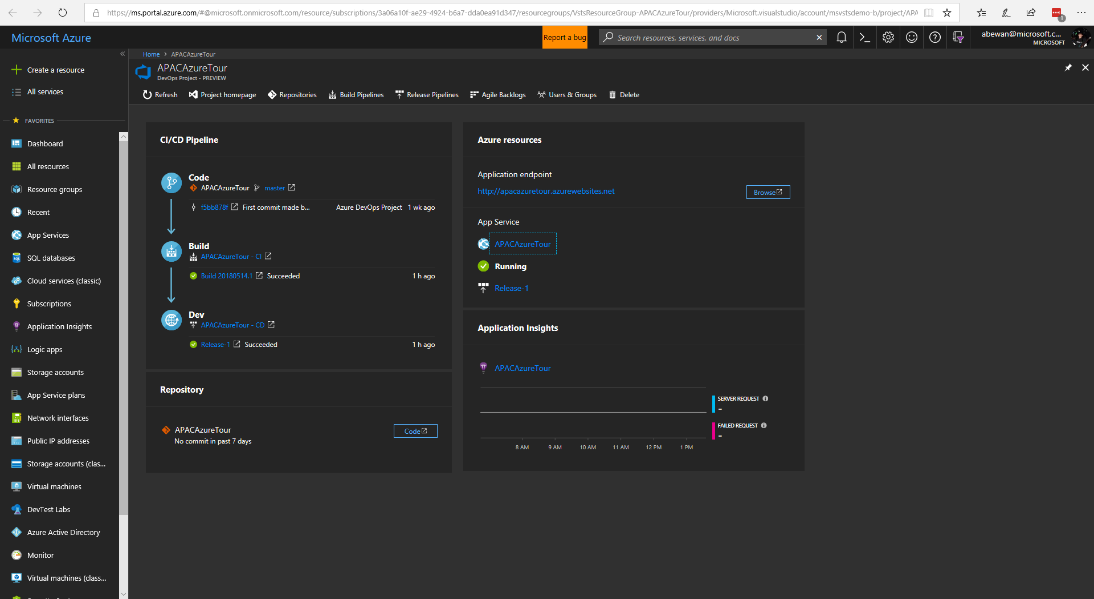 https://ms.portal.azure.com/#@microsoft.onmicrosoft.com/resource/subscriptions/3a06a10f-ae29-4924-b6a7-dda0ea91d347/resourcegroups/VstsResourceGroup-APACAzureTour/providers/Microsoft.visualstudio/account/msvstsdemo-b/project/APA
Microsoft Azure
Report a bug
Search resources, services, and docs
abewan@microsoft.c...
MICROSOFT
Create a resource
All services
FAVORITES
Dashboard
All resources
Resource groups
Recent
App Services
SQL databases
Cloud services (classic)
Subscriptions
Application Insights
Logic apps
Storage accounts
App Service plans
Network interfaces
Public IP addresses
Storage accounts (clas...
Virtual machines
DevTest Labs
Azure Active Directory
Monitor
Virtual machines (class...
Home > APACAzureTour
APACAzureTour
DevOps Project - PREVIEW
Refresh Project homepage Repositories Build Pipelines Release Pipelines Agile Backlogs Users & Groups Delete
CI/CD Pipeline
Code
APACAzureTour master
f5bb878f First commit made b... Azure DevOps Project 1 wk ago
Build
APACAzureTour - CI
Build 20180514.1 Succeeded 1 h ago
Dev
APACAzureTour - CD
Release-1 Succeeded 1 h ago
Repository
APACAzureTour
No commit in past 7 days
Code
Azure resources
Application endpoint
http://apacazuretour.azurewebsites.net
Browse
App Service
APACAzureTour
Running
Release-1
Application Insights
APACAzureTour
SERVER REQUEST
--
FAILED REQUEST
--
8 AM 9 AM 10 AM 11 AM 12 PM 1 PM